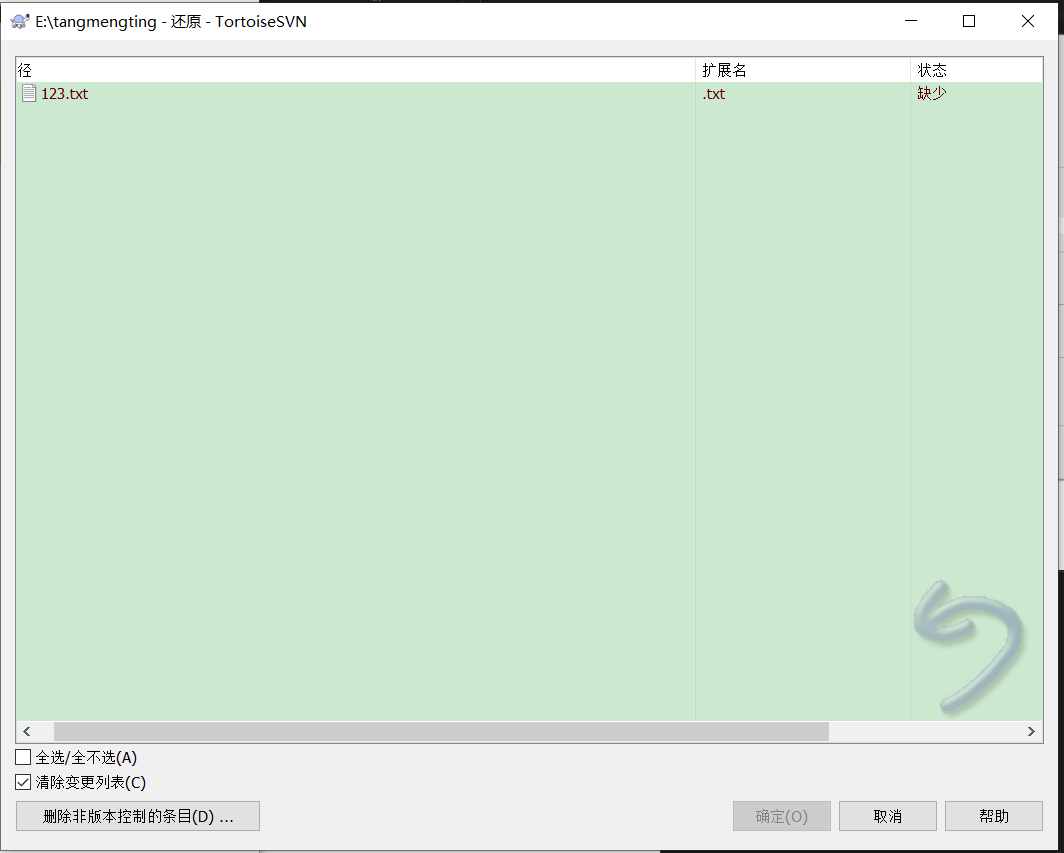 E:\tangmengting - 还原 - TortoiseSVN
径 扩展名 状态
123.txt .txt 缺少
全选/全不选(A)
清除变更列表(C)
删除非版本控制的条目(D) ... 确定(O) 取消 帮助